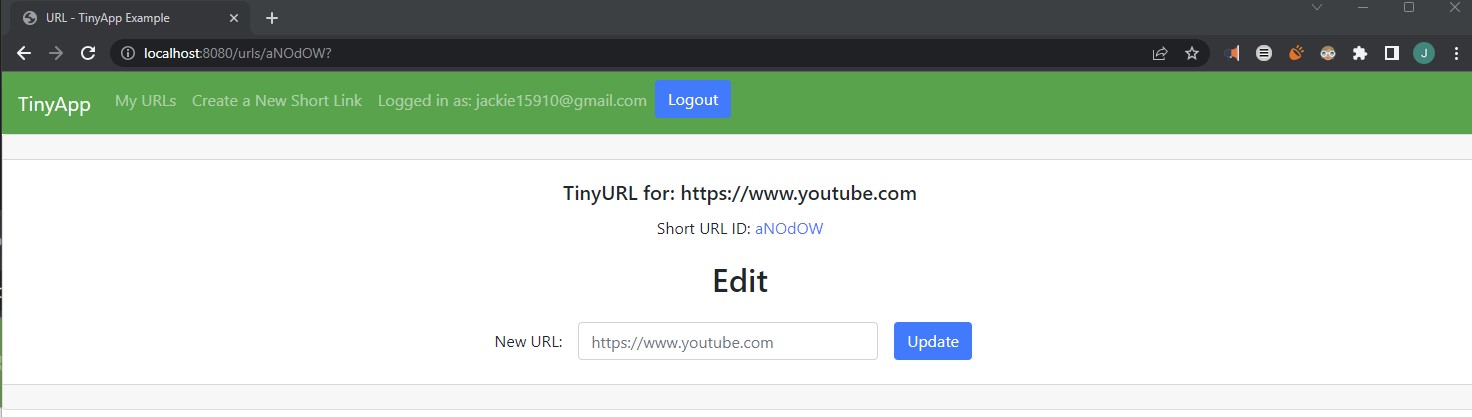 URL - TinyApp Example
localhost:8080/urls/aNOdOW?
J
TinyApp My URLs Create a New Short Link Logged in as: jackie15910@gmail.com Logout
TinyURL for: https://www.youtube.com
Short URL ID: aNOdOW
Edit
New URL: https://www.youtube.com Update